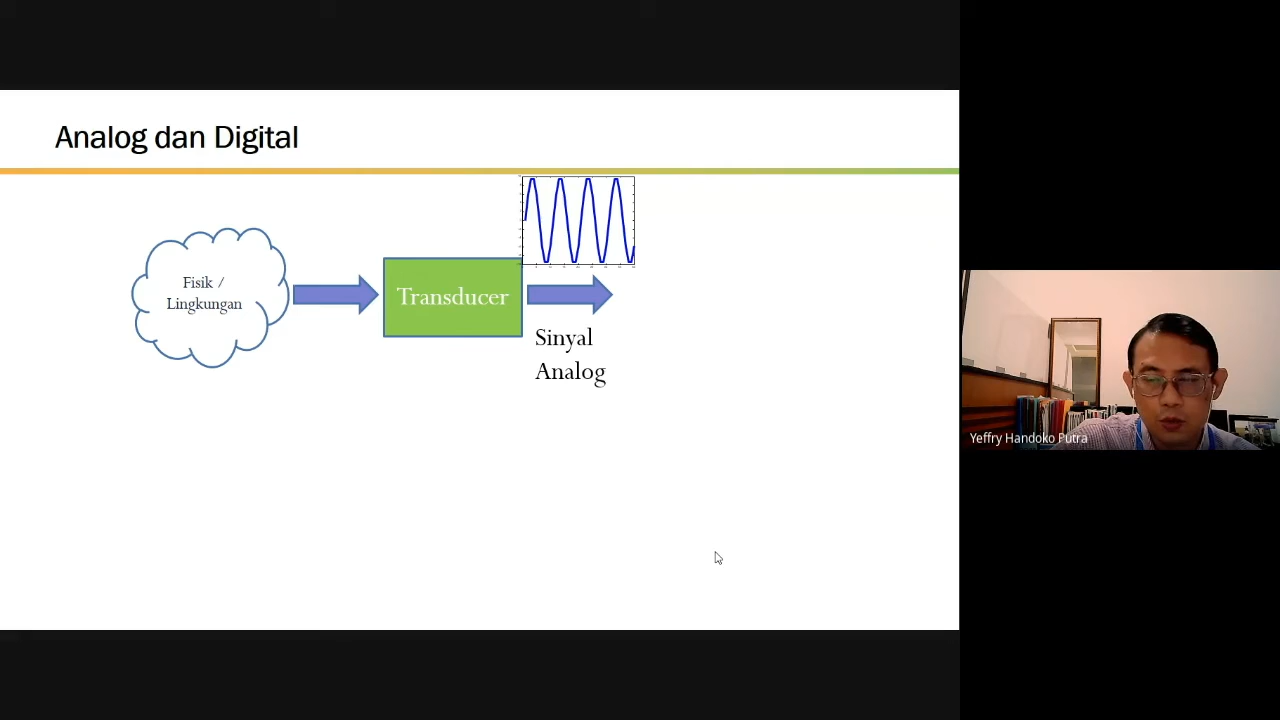 Analog dan Digital
Fisik /
Lingkungan
Transducer
Sinyal
Analog
Yeffry Handoko Putra